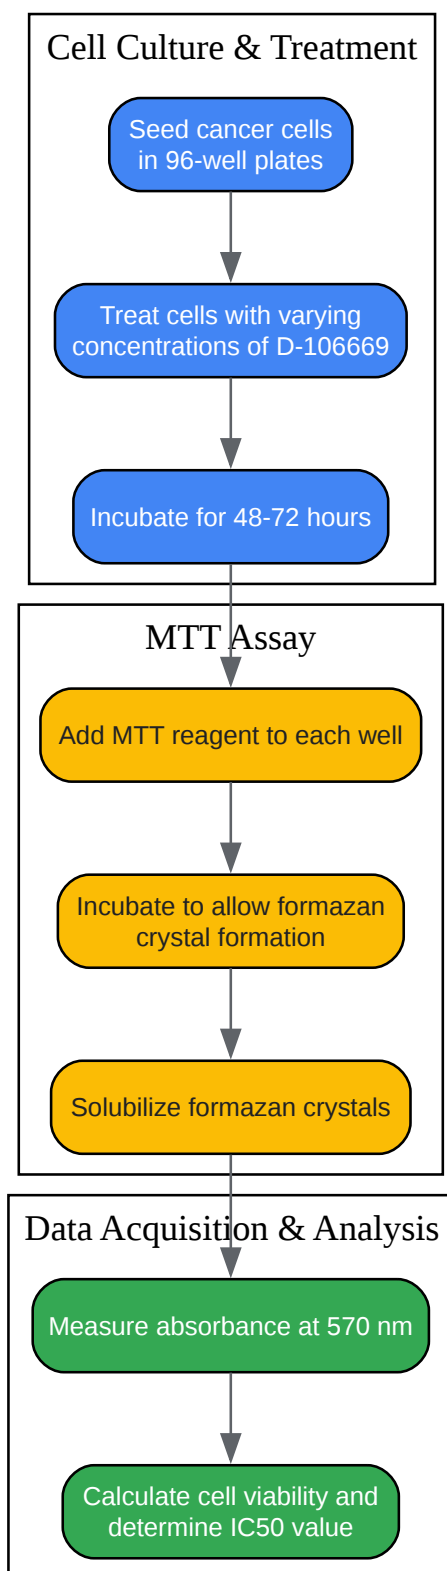 Cell Culture & Treatment
Seed cancer cells
in 96-well plates
Treat cells with varying
concentrations of D-106669
Incubate for 48-72 hours
MTT Assay
Add MTT reagent to each well
Incubate to allow formazan
crystal formation
Solubilize formazan crystals
Data Acquisition & Analysis
Measure absorbance at 570 nm
Calculate cell viability and
determine IC50 value